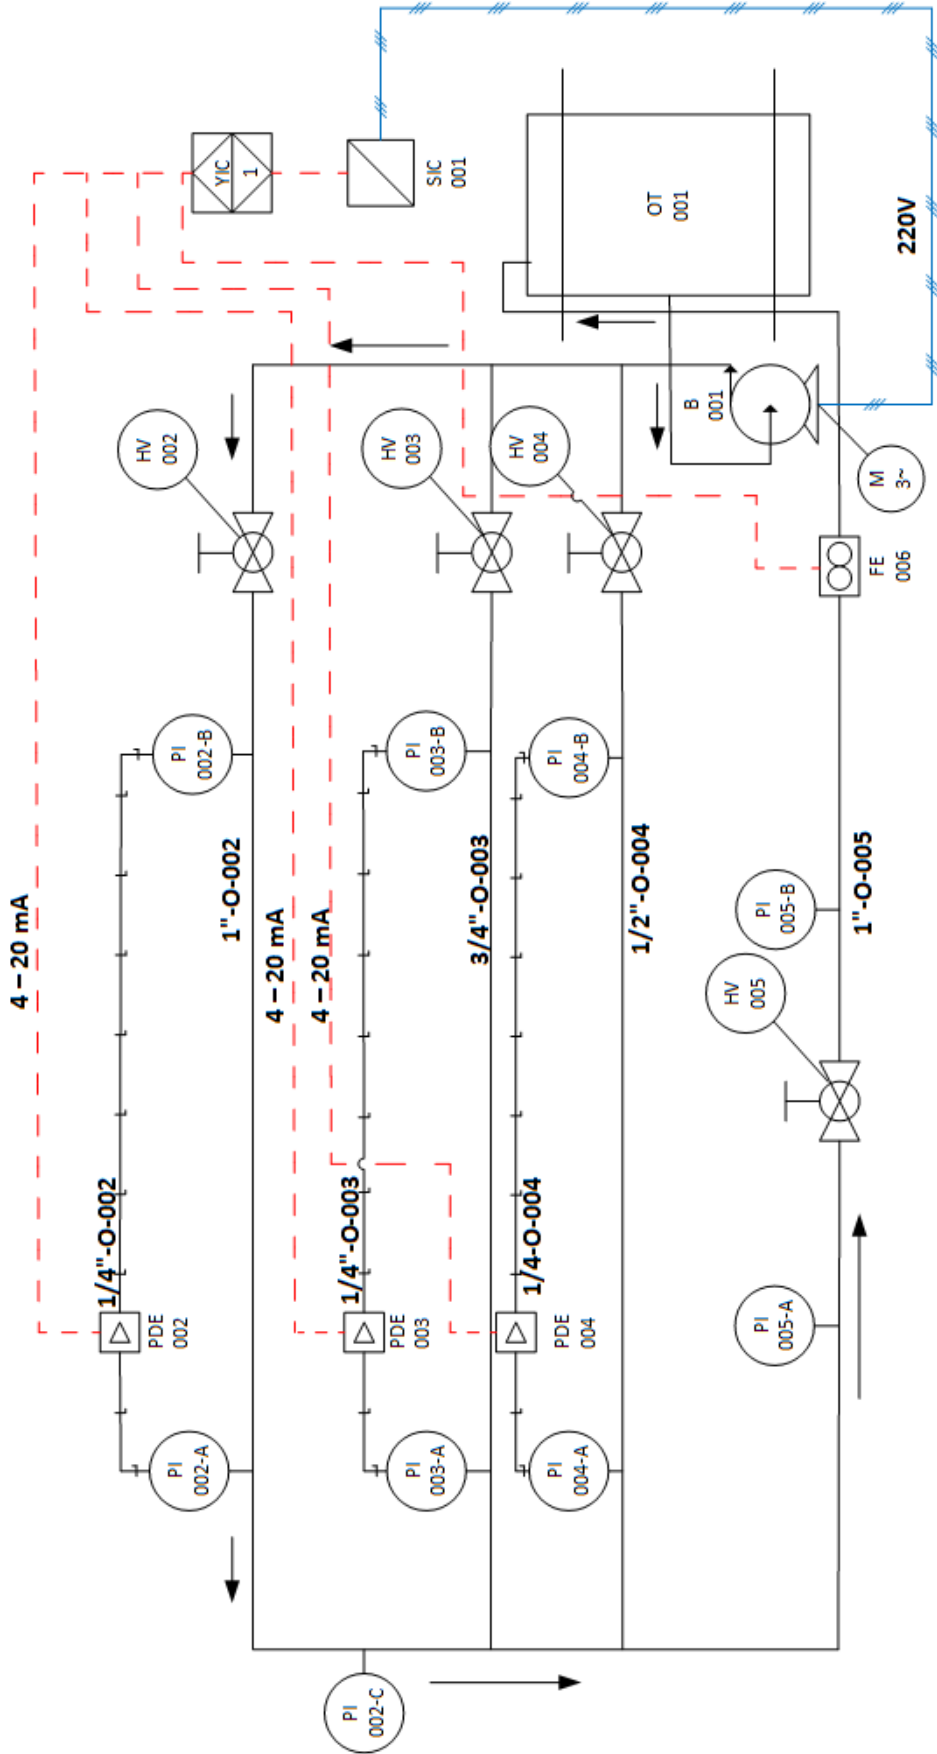 4 – 20 mA
1/4"-O-002
PDE
002
PI
002-A
PI
002-B
1"-O-002
HV
002
YIC
1
SIC
001
4 – 20 mA
4 – 20 mA
1/4"-O-003
PDE
003
PI
003-A
PI
003-B
3/4"-O-003
HV
003
1/4-O-004
PDE
004
PI
004-A
PI
004-B
1/2"-O-004
HV
004
PI
002-C
OT
001
B
001
M
3~
220V
FE
006
PI
005-A
HV
005
PI
005-B
1"-O-005